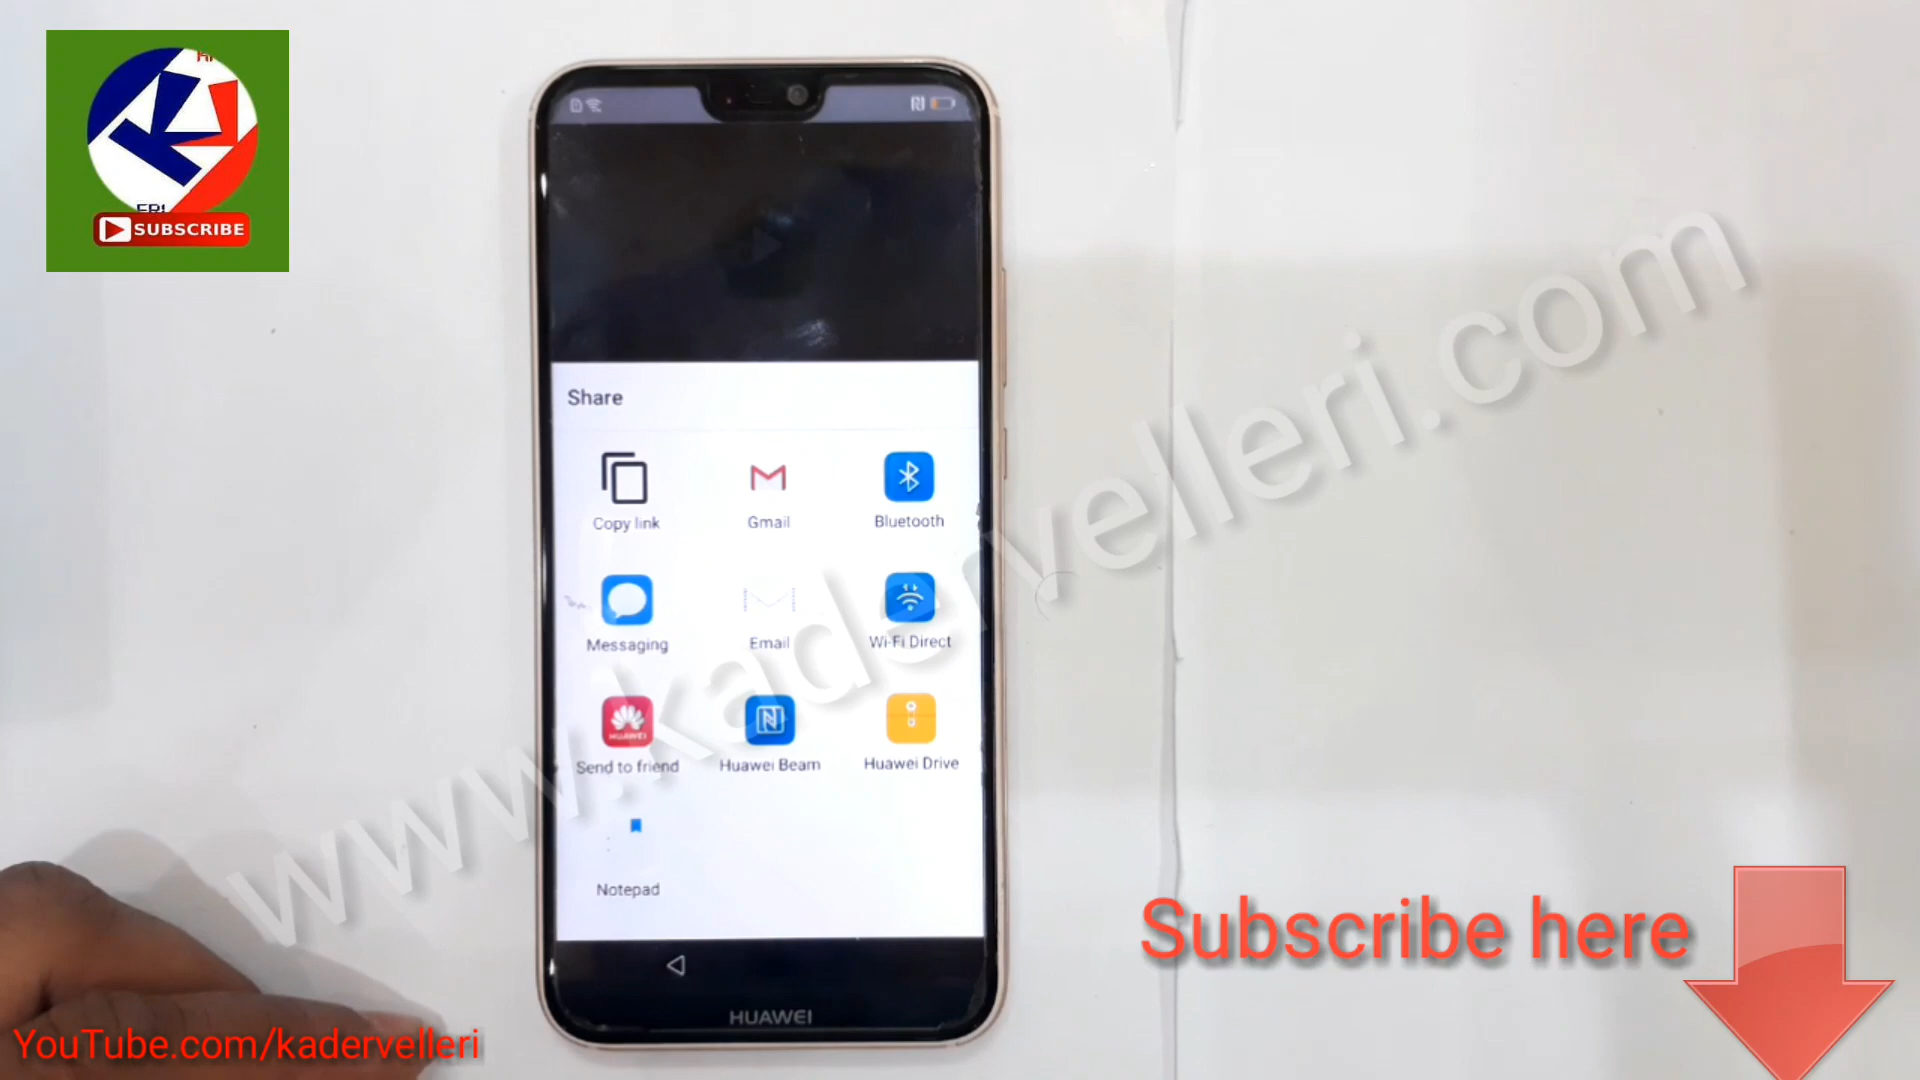 SUBSCRIBE
Share
Copy link
Gmail
Bluetooth
Messaging
Email
Wi-Fi Direct
HUAWEI
Send to friend
Huawei Beam
Huawei Drive
Notepad
HUAWEI
www.kadervelleri.com
Subscribe here
YouTube.com/kadervelleri